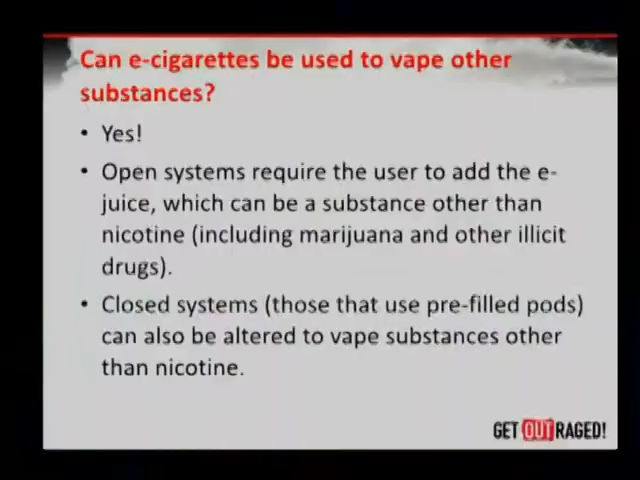 Can e-cigarettes be used to vape other
substances?
• Yes!
• Open systems require the user to add the e-
juice, which can be a substance other than
nicotine (including marijuana and other illicit
drugs).
• Closed systems (those that use pre-filled pods)
can also be altered to vape substances other
than nicotine.
GET OUTRAGED!